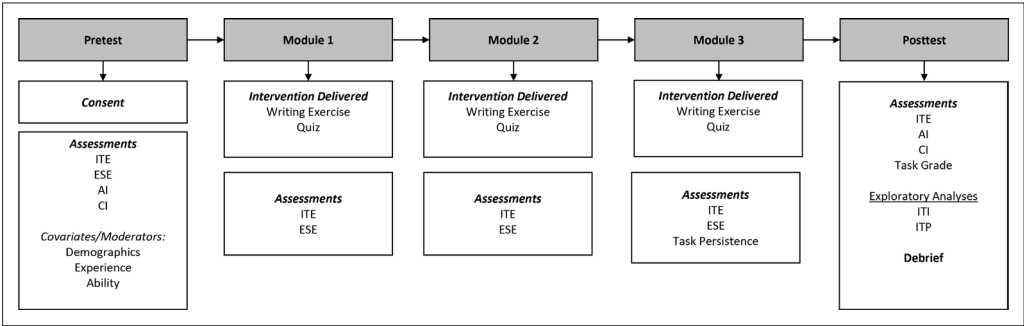 Pretest
Module 1
Module 2
Module 3
Posttest
Consent
Assessments
ITE
ESE
AI
CI
Covariates/Moderators:
Demographics
Experience
Ability
Intervention Delivered
Writing Exercise
Quiz
Assessments
ITE
ESE
Intervention Delivered
Writing Exercise
Quiz
Assessments
ITE
ESE
Intervention Delivered
Writing Exercise
Quiz
Assessments
ITE
ESE
Task Persistence
Assessments
ITE
AI
CI
Task Grade
Exploratory Analyses
ITI
ITP
Debrief